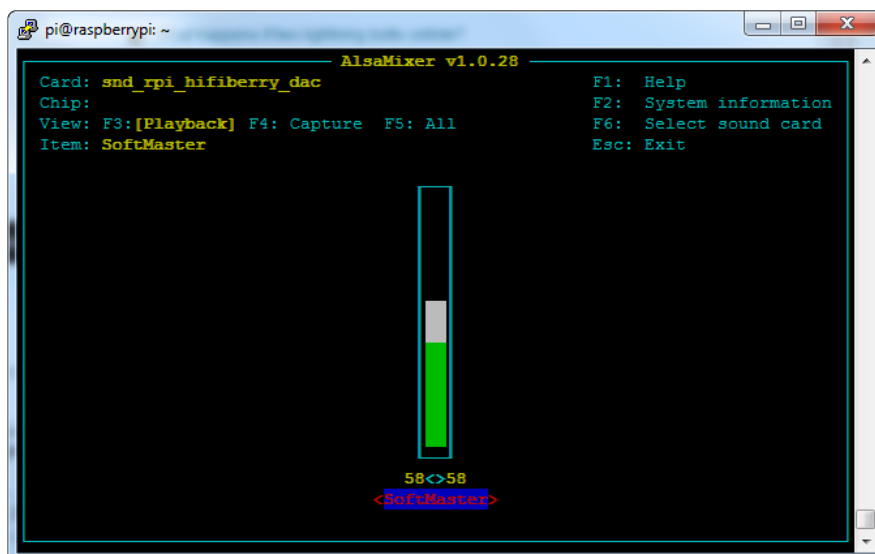 pi@raspberrypi: ~
AlsaMixer v1.0.28
Card: snd_rpi_hifiberry_dac F1: Help
Chip: F2: System information
View: F3:[Playback] F4: Capture F5: All F6: Select sound card
Item: SoftMaster Esc: Exit
58<>58
<SoftMaster>